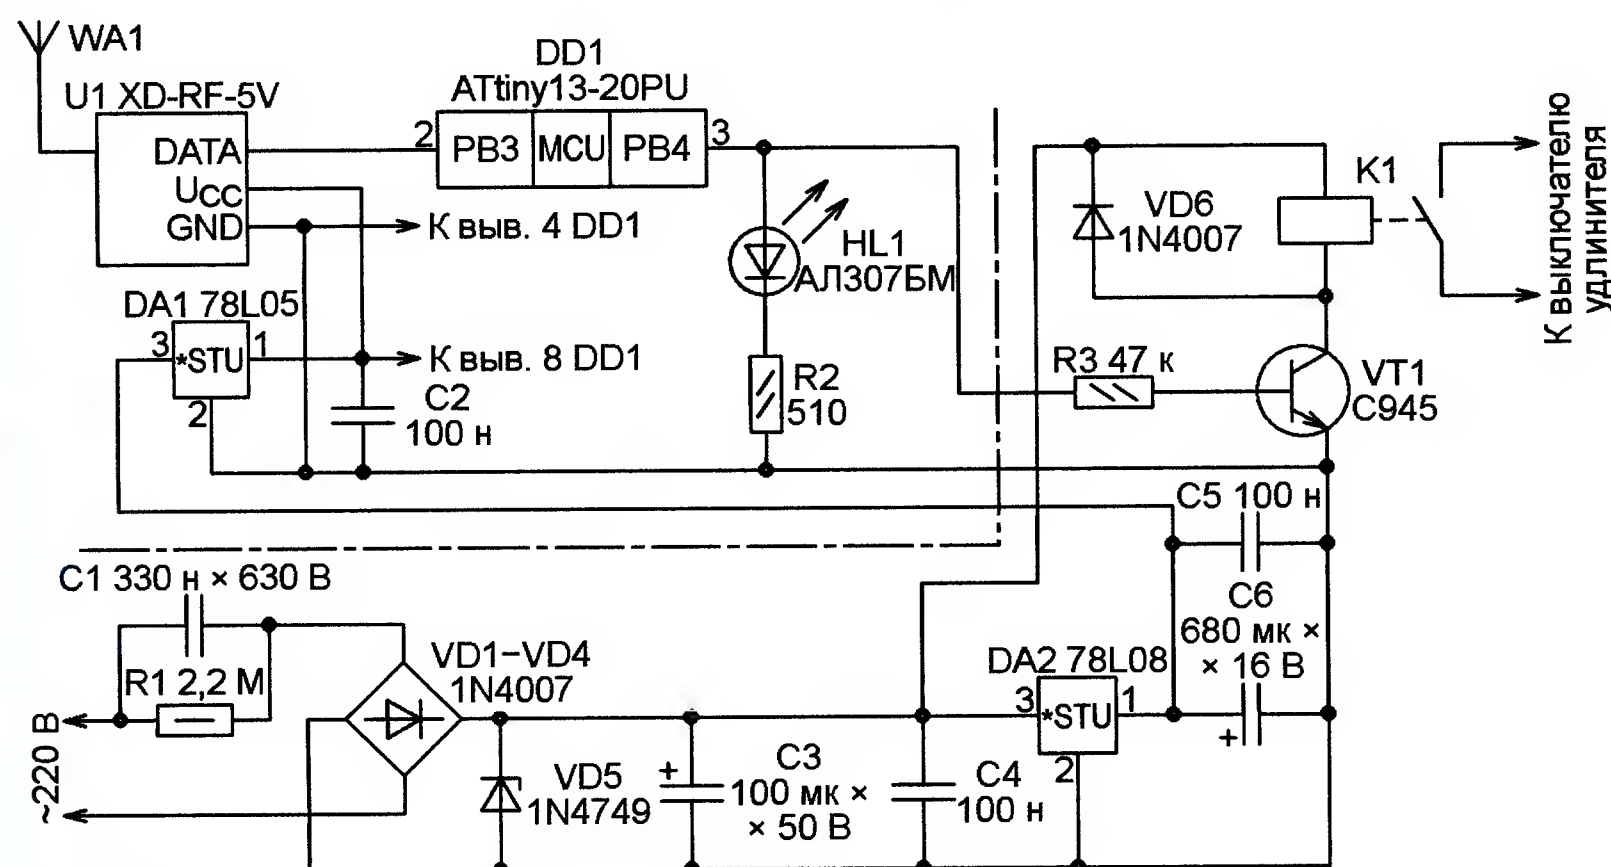 WA1
U1 XD-RF-5V
DATA
UCC
GND
DD1
ATtiny13-20PU
2
PB3
MCU
PB4
3
К выв. 4 DD1
DA1 78L05
3
*STU
1
2
К выв. 8 DD1
C2
100 н
HL1
АЛ307БМ
R2
510
VD6
1N4007
K1
К выключателю
удлинителя
R3 47 к
VT1
C945
C5 100 н
C6
680 мк ×
× 16 В
C1 330 н × 630 В
R1 2,2 М
~220 В
VD1–VD4
1N4007
VD5
1N4749
+
C3
100 мк ×
× 50 В
C4
100 н
DA2 78L08
3
*STU
1
2
+